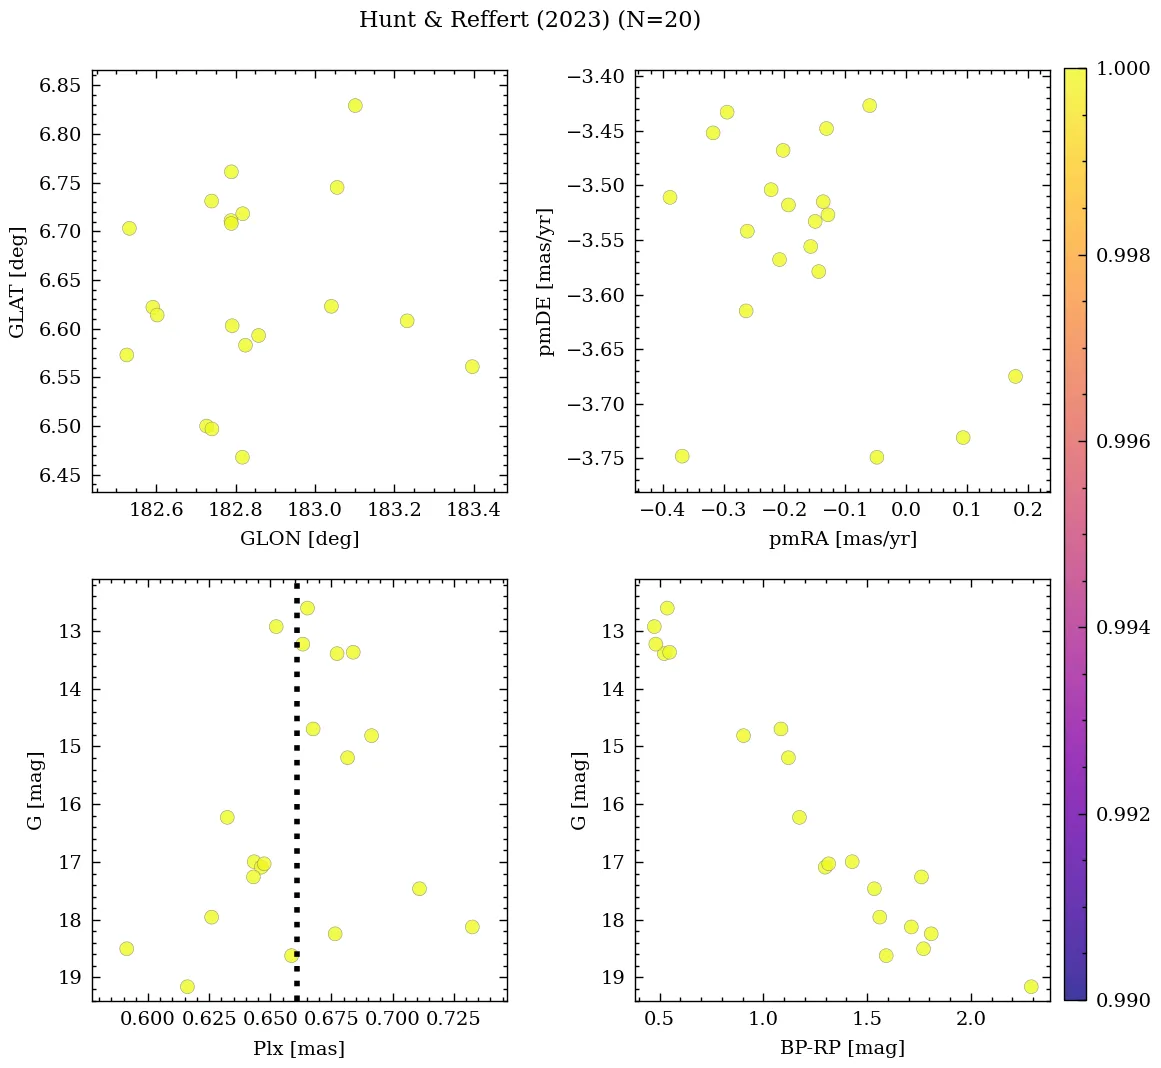 Hunt & Reffert (2023) (N=20)
6.85
6.80
6.75
6.70
6.65
6.60
6.55
6.50
6.45
GLAT [deg]
182.6 182.8 183.0 183.2 183.4
GLON [deg]
−3.40
−3.45
−3.50
−3.55
−3.60
−3.65
−3.70
−3.75
pmDE [mas/yr]
−0.4 −0.3 −0.2 −0.1 0.0 0.1 0.2
pmRA [mas/yr]
13
14
15
16
17
18
19
G [mag]
0.600 0.625 0.650 0.675 0.700 0.725
Plx [mas]
13
14
15
16
17
18
19
G [mag]
0.5 1.0 1.5 2.0
BP-RP [mag]
1.000
0.998
0.996
0.994
0.992
0.990